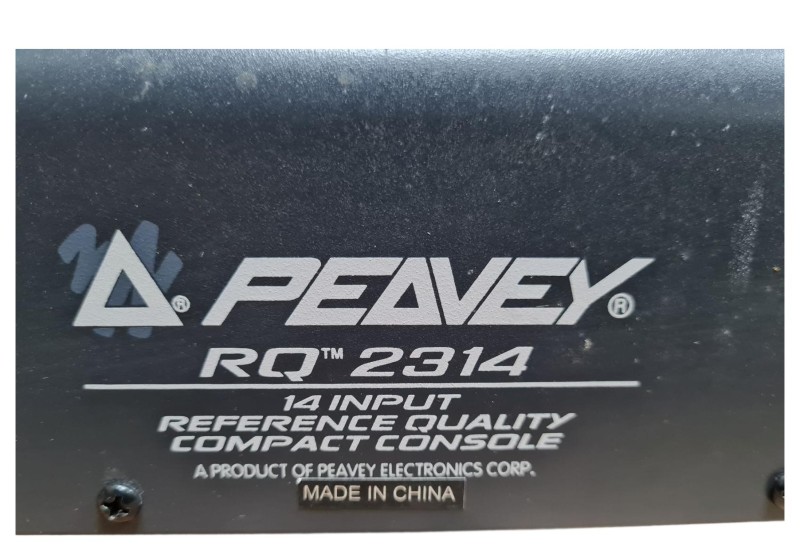 PEAVEY®
RQ™ 2314
14 INPUT
REFERENCE QUALITY
COMPACT CONSOLE
A PRODUCT OF PEAVEY ELECTRONICS CORP.
MADE IN CHINA